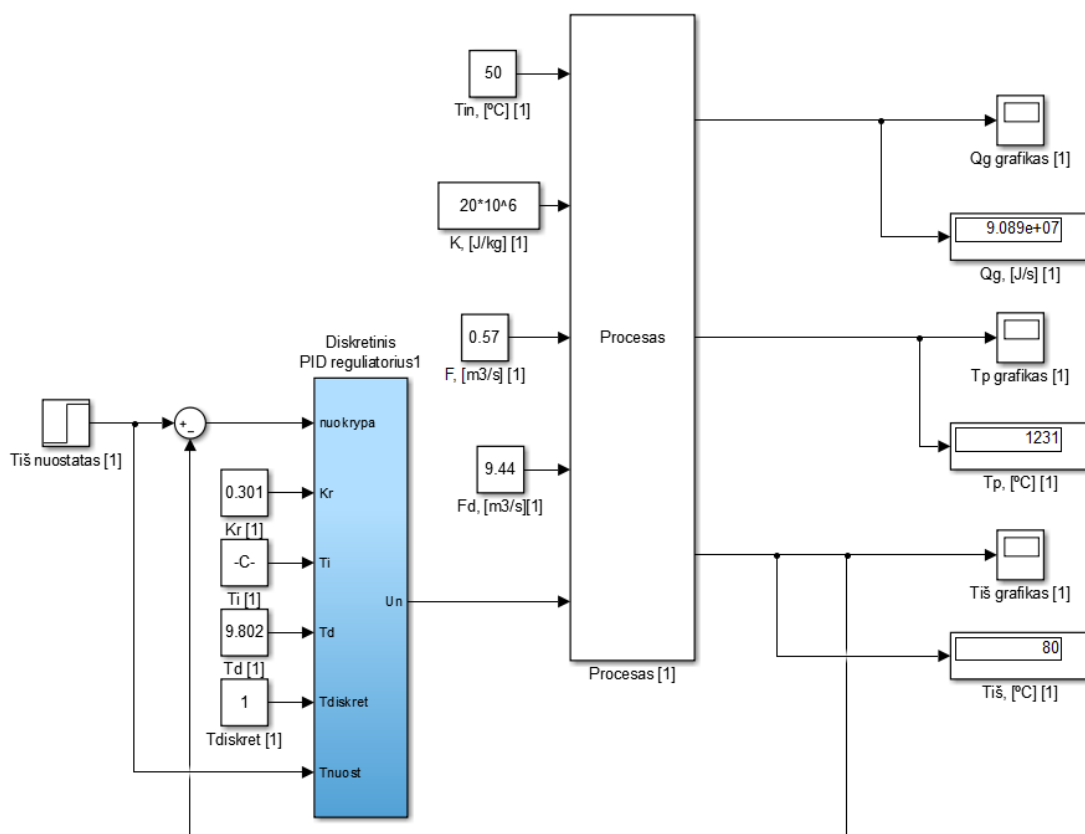 50
Tin, [ºC] [1]
20*10^6
K, [J/kg] [1]
0.57
F, [m3/s] [1]
9.44
Fd, [m3/s][1]
Procesas
Procesas [1]
Qg grafikas [1]
9.089e+07
Qg, [J/s] [1]
Tp grafikas [1]
1231
Tp, [ºC] [1]
Tiš grafikas [1]
80
Tiš, [ºC] [1]
Diskretinis
PID reguliatorius1
nuokrypa
Kr
Ti
Td
Tdiskret
Tnuost
Un
Tiš nuostatas [1]
+
-
0.301
Kr [1]
-C-
Ti [1]
9.802
Td [1]
1
Tdiskret [1]